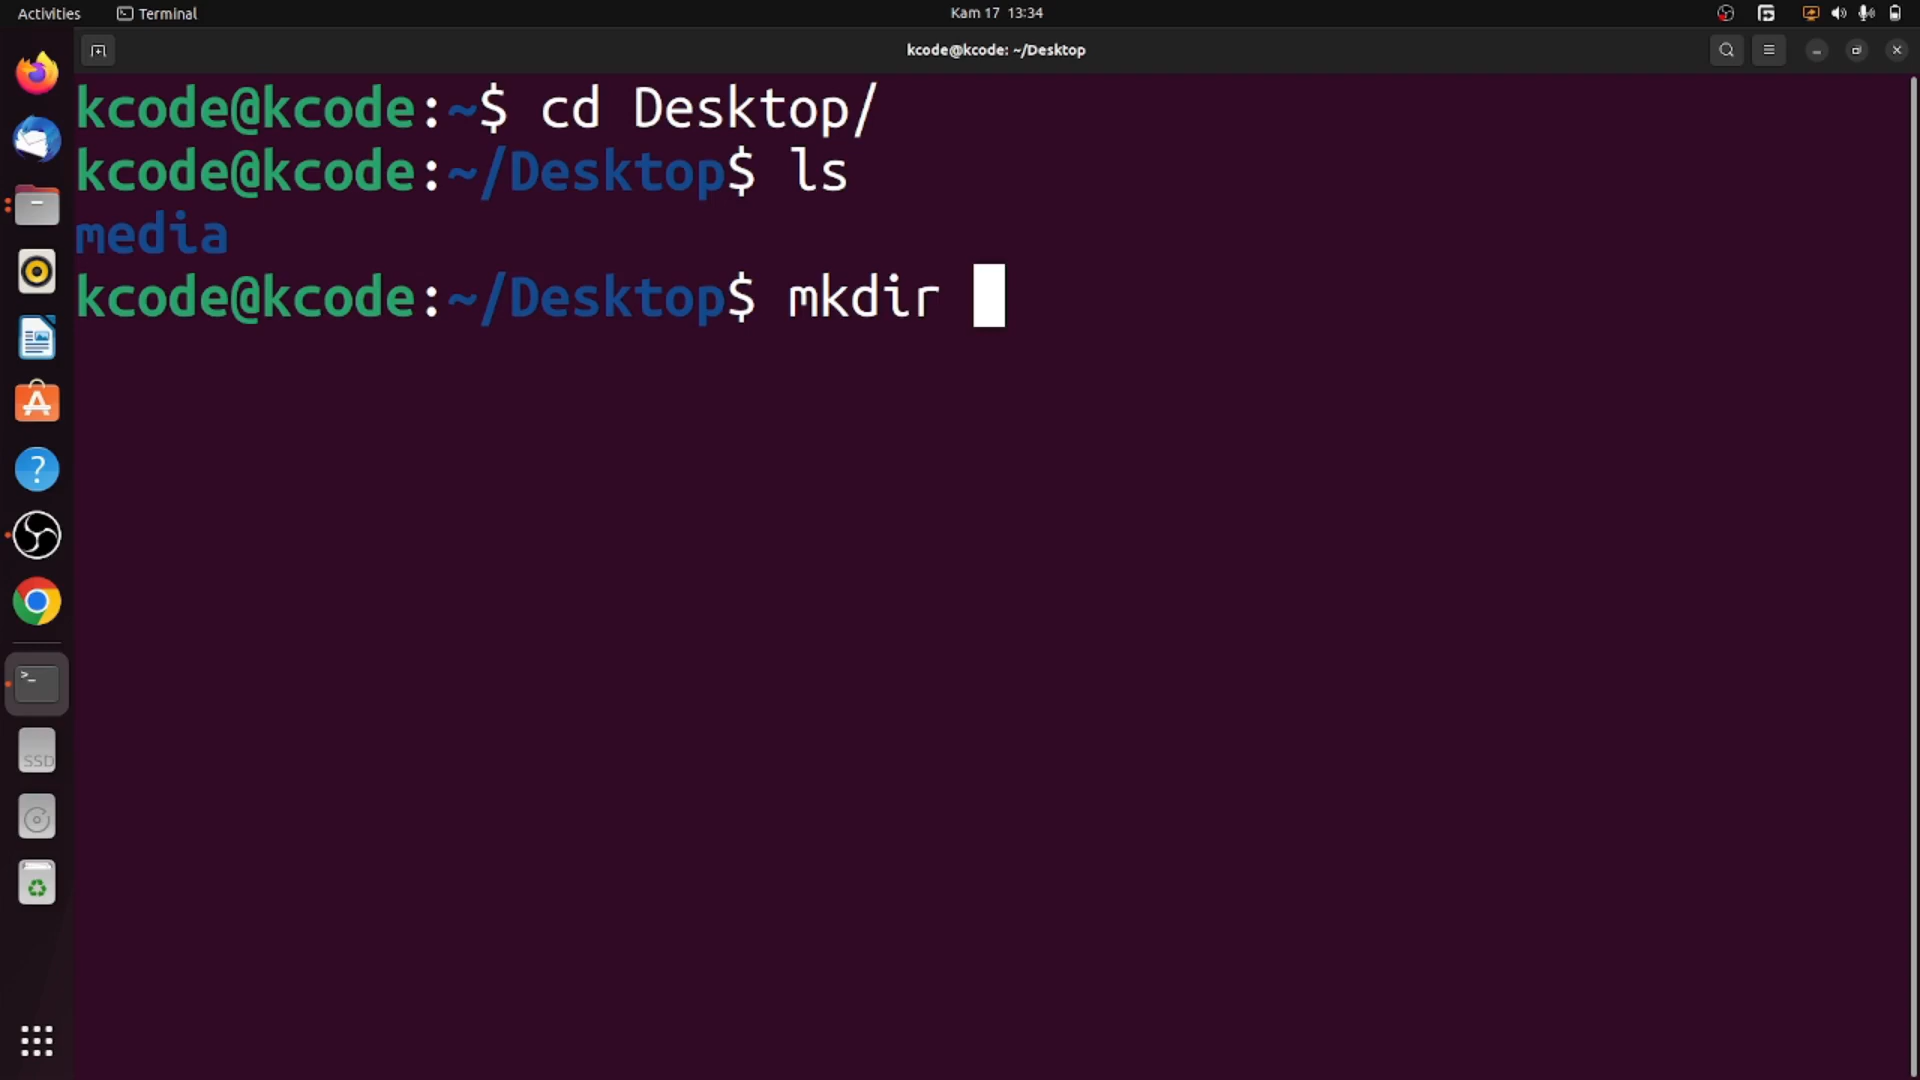 Activities Terminal Kam 17 13:34
kcode@kcode: ~/Desktop
kcode@kcode:~$ cd Desktop/
kcode@kcode:~/Desktop$ ls
media
kcode@kcode:~/Desktop$ mkdir
SSD